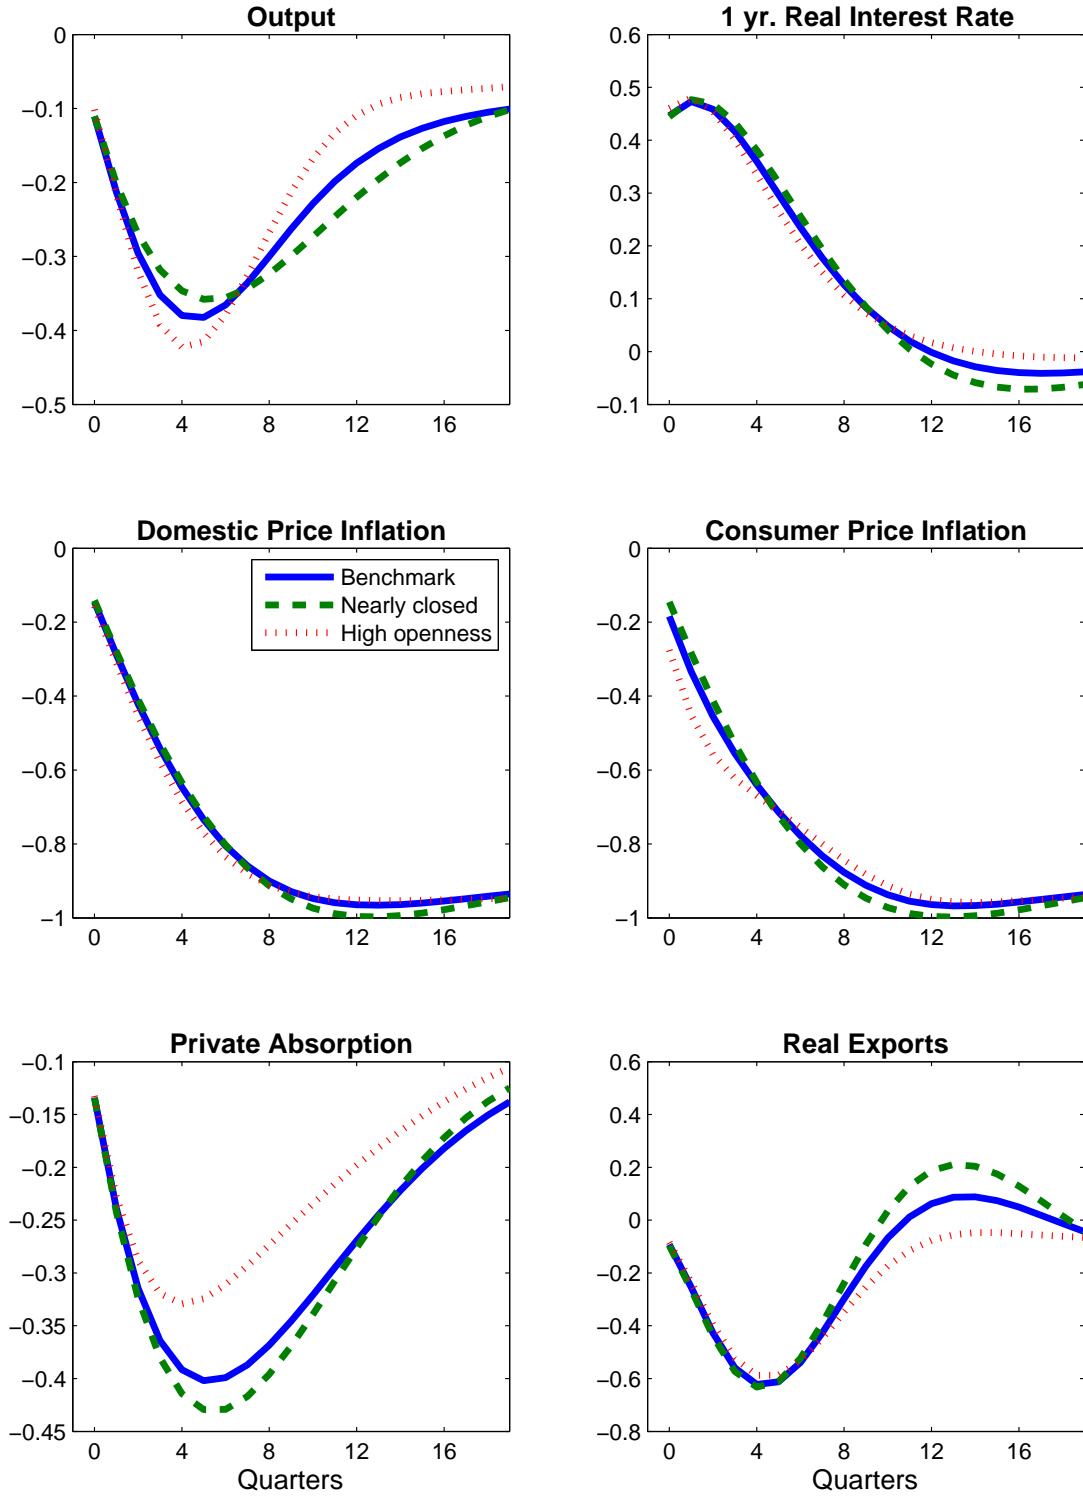 Output
0
−0.1
−0.2
−0.3
−0.4
−0.5
0 4 8 12 16
1 yr. Real Interest Rate
0.6
0.5
0.4
0.3
0.2
0.1
0
−0.1
0 4 8 12 16
Domestic Price Inflation
0
−0.2
−0.4
−0.6
−0.8
−1
0 4 8 12 16
Benchmark
Nearly closed
High openness
Consumer Price Inflation
0
−0.2
−0.4
−0.6
−0.8
−1
0 4 8 12 16
Private Absorption
−0.1
−0.15
−0.2
−0.25
−0.3
−0.35
−0.4
−0.45
0 4 8 12 16
Quarters
Real Exports
0.6
0.4
0.2
0
−0.2
−0.4
−0.6
−0.8
0 4 8 12 16
Quarters